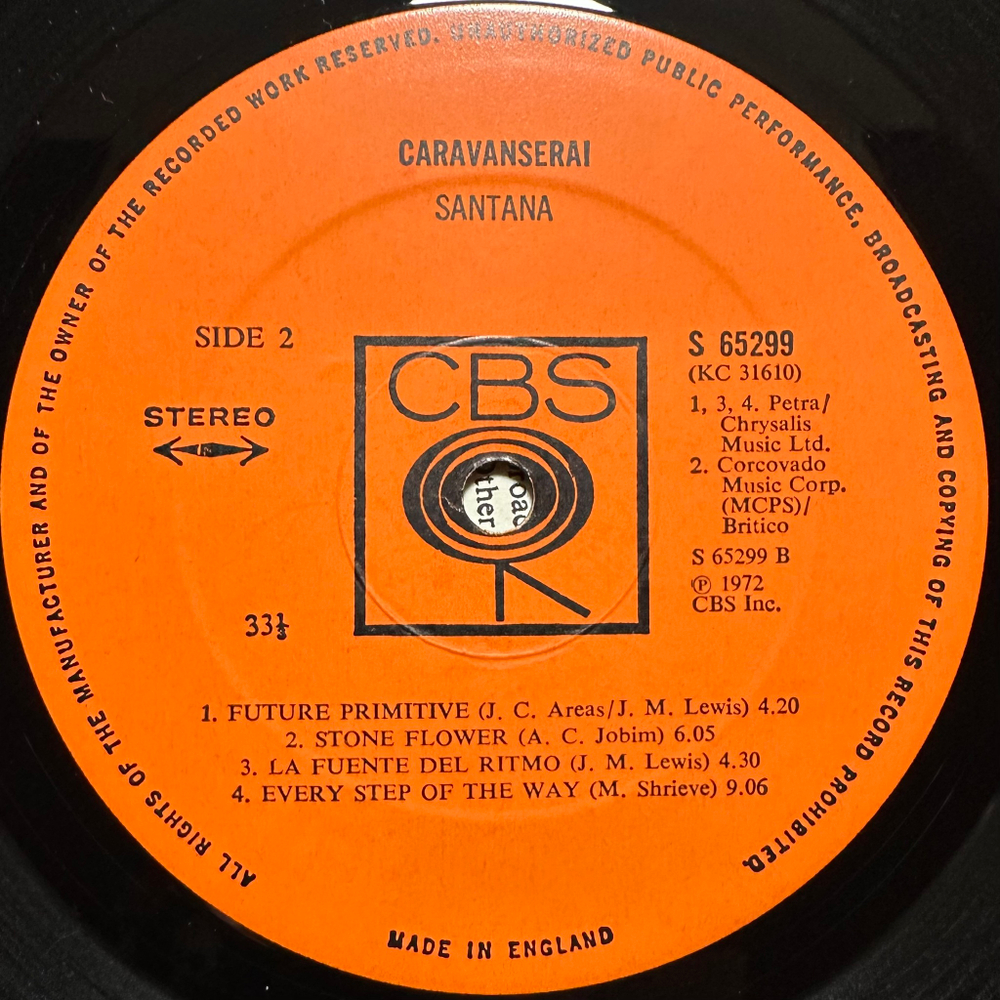 ALL RIGHTS OF THE MANUFACTURER AND OF THE OWNER OF THE RECORDED WORK RESERVED. UNAUTHORIZED PUBLIC PERFORMANCE, BROADCASTING AND COPYING OF THIS RECORD PROHIBITED.
CARAVANSERAI
SANTANA
SIDE 2
STEREO
33⅓
CBS
S 65299
(KC 31610)
1, 3, 4. Petra/
Chrysalis
Music Ltd.
2. Corcovado
Music Corp.
(MCPS)/
Britico
S 65299 B
℗ 1972
CBS Inc.
1. FUTURE PRIMITIVE (J. C. Areas/J. M. Lewis) 4.20
2. STONE FLOWER (A. C. Jobim) 6.05
3. LA FUENTE DEL RITMO (J. M. Lewis) 4.30
4. EVERY STEP OF THE WAY (M. Shrieve) 9.06
MADE IN ENGLAND